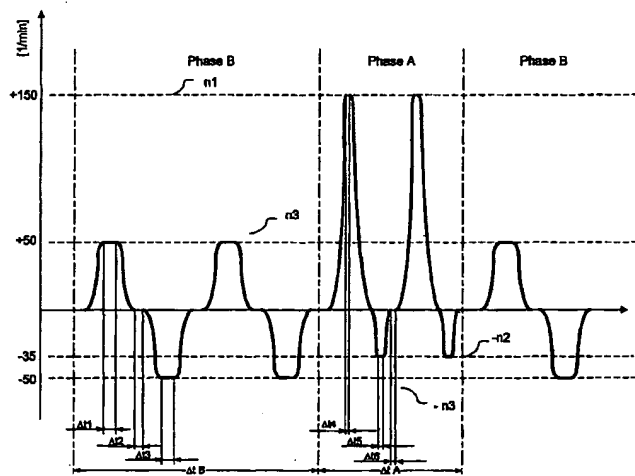 [1/min]
Phase B
Phase A
Phase B
+150
n1
+50
n3
-35
-n2
-50
- n3
Δt1
Δt4
Δt2
Δt3
Δt5
Δt6
Δt B
Δt A